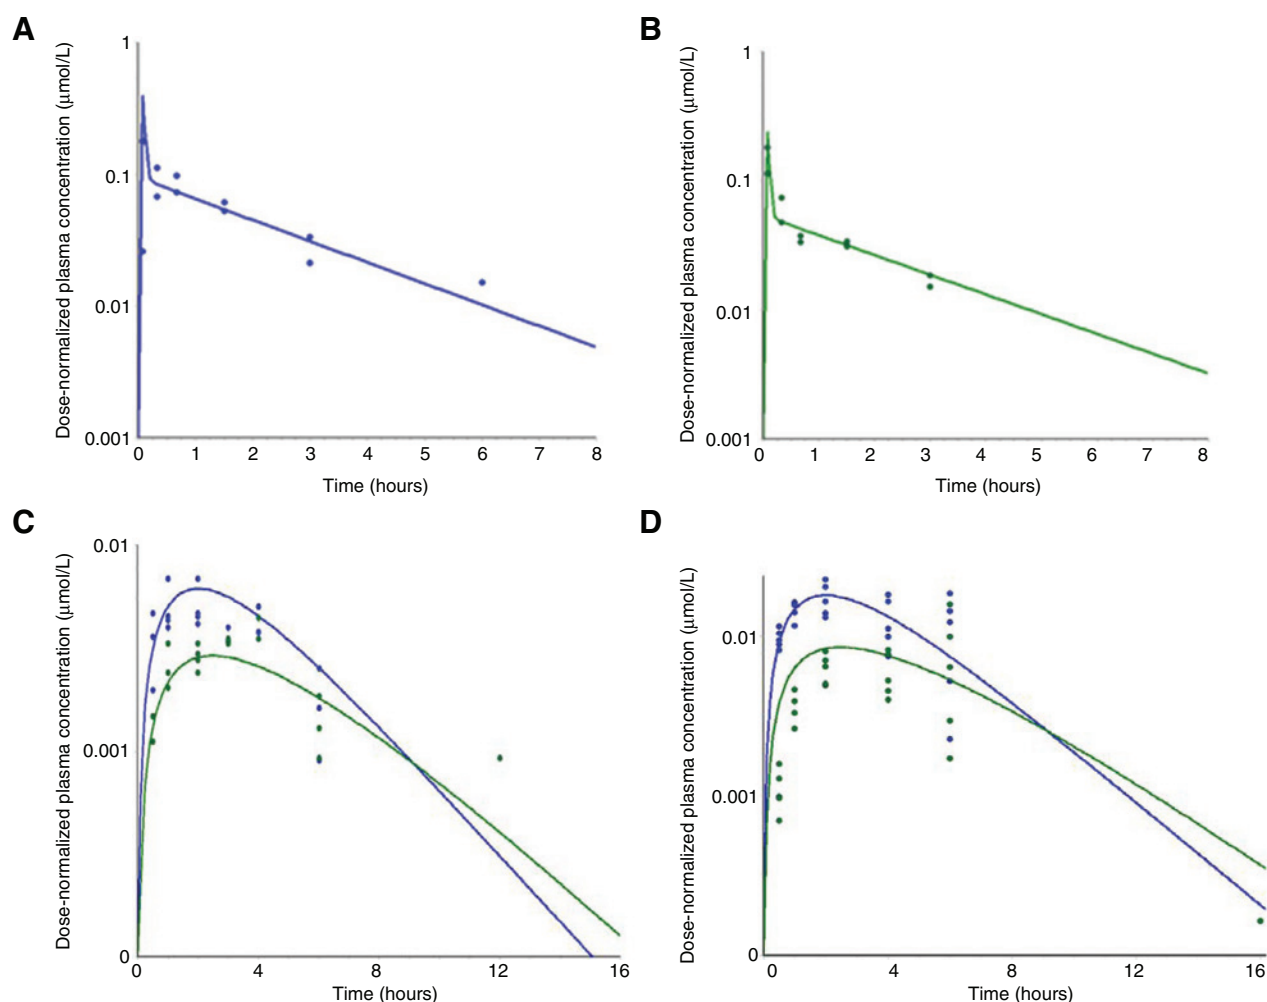 A
Dose-normalized plasma concentration (μmol/L)
1
0.1
0.01
0.001
0 1 2 3 4 5 6 7 8
Time (hours)
B
Dose-normalized plasma concentration (μmol/L)
1
0.1
0.01
0.001
0 1 2 3 4 5 6 7 8
Time (hours)
C
Dose-normalized plasma concentration (μmol/L)
0.01
0.001
0
0 4 8 12 16
Time (hours)
D
Dose-normalized plasma concentration (μmol/L)
0.01
0.001
0
0 4 8 12 16
Time (hours)